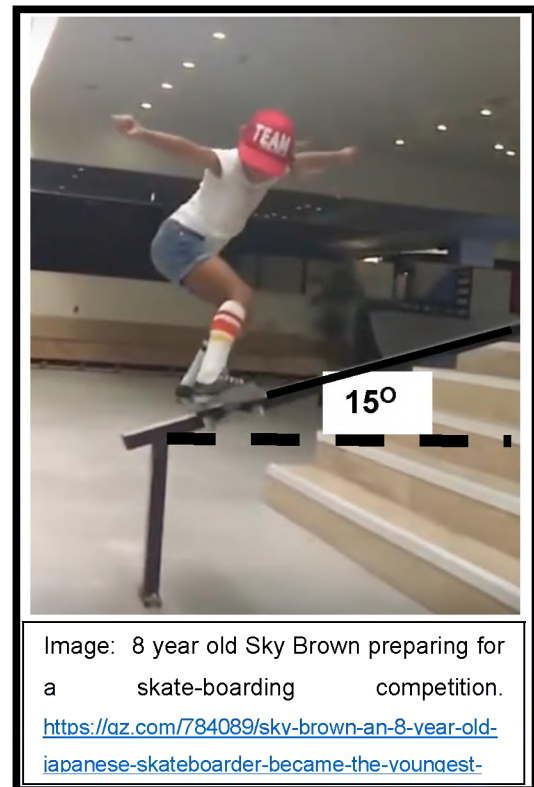 TEAM
15O
Image: 8 year old Sky Brown preparing for
a skate-boarding competition.
https://qz.com/784089/sky-brown-an-8-year-old-
japanese-skateboarder-became-the-youngest-